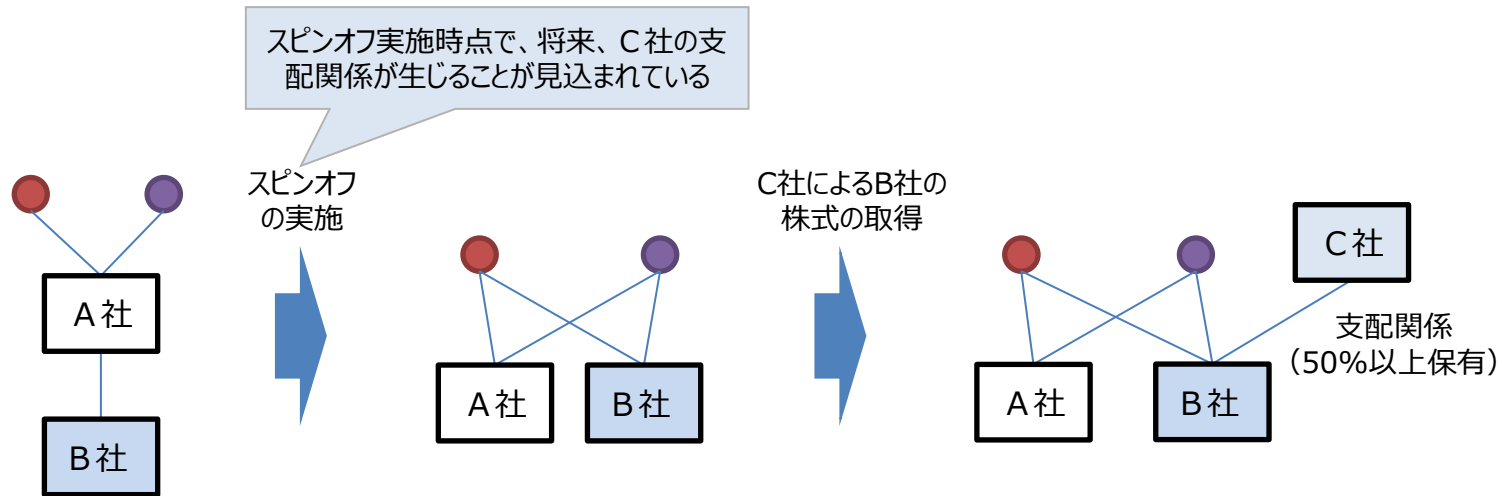 スピンオフ実施時点で、将来、C社の支
配関係が生じることが見込まれている
スピンオフ
の実施
C社によるB社の
株式の取得
A社
B社
A社
B社
C社
支配関係
(50%以上保有)
A社
B社